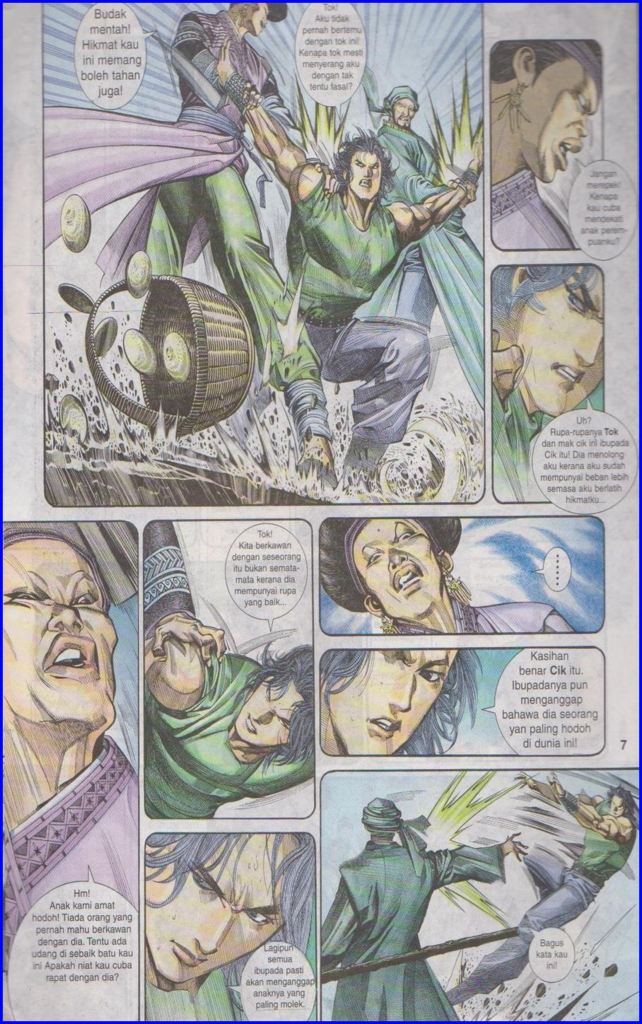 Budak
mentah!
Hikmat kau
ini memang
boleh tahan
juga!
Tok!
Aku tidak
pernah bertemu
dengan tok ini!
Kenapa tok mesti
menyerang aku
dengan tak
tentu fasal?
Jangan
merepek!
Kenapa
kau cuba
mendekati
anak perem-
puanku?
Uh?
Rupa-rupanya Tok
dan mak cik ini ibupada
Cik itu! Dia menolong
aku kerana aku sudah
mempunyai beban lebih
semasa aku berlatih
hikmatku...
Hm!
Anak kami amat
hodoh! Tiada orang yang
pernah mahu berkawan
dengan dia. Tentu ada
udang di sebaik batu kau
ini Apakah niat kau cuba
rapat dengan dia?
Tok!
Kita berkawan
dengan seseorang
itu bukan semata-
mata kerana dia
mempunyai rupa
yang baik...
......
Lagipun
semua
ibupada pasti
akan menganggap
anaknya yang
paling molek.
Kasihan
benar Cik itu.
Ibupadanya pun
menganggap
bahawa dia seorang
yan paling hodoh
di dunia ini!
7
Bagus
kata kau
ini!